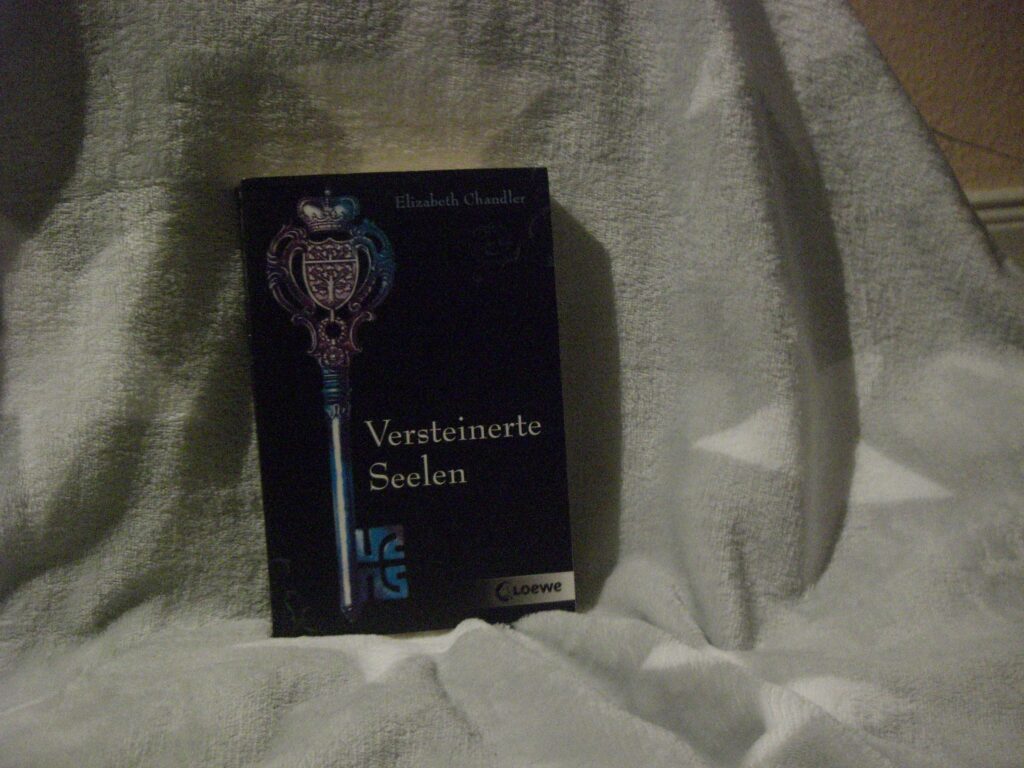 Elizabeth Chandler
Versteinerte
Seelen
Loewe